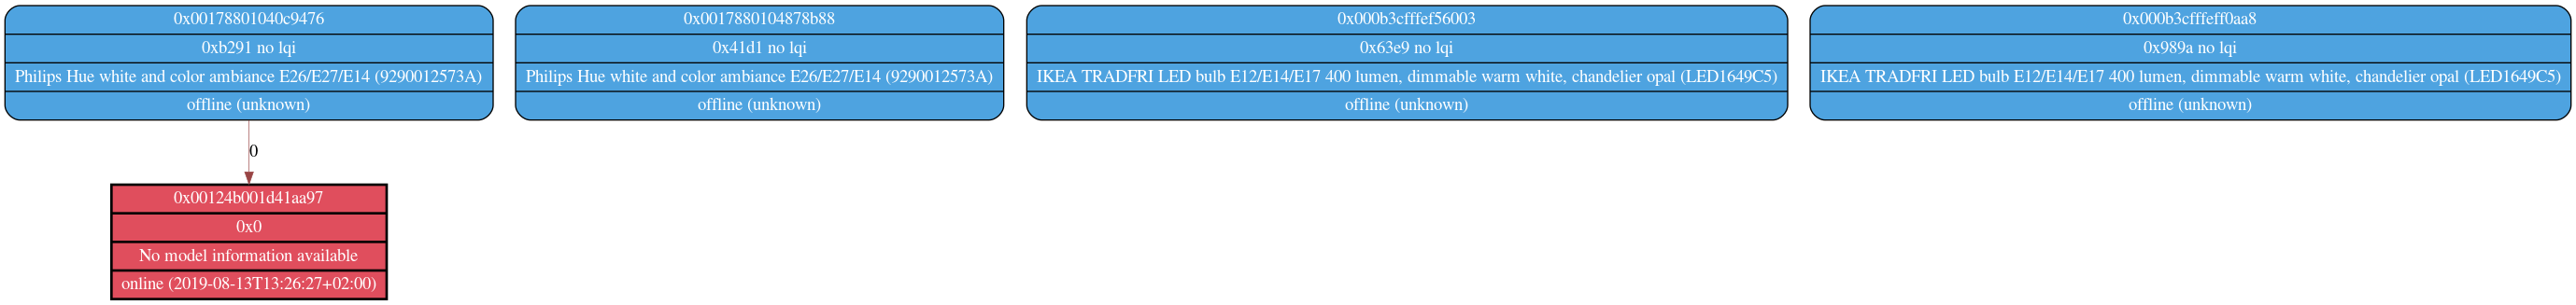 0x00178801040c9476
0xb291 no lqi
Philips Hue white and color ambiance E26/E27/E14 (9290012573A)
offline (unknown)
0x0017880104878b88
0x41d1 no lqi
Philips Hue white and color ambiance E26/E27/E14 (9290012573A)
offline (unknown)
0x000b3cfffef56003
0x63e9 no lqi
IKEA TRADFRI LED bulb E12/E14/E17 400 lumen, dimmable warm white, chandelier opal (LED1649C5)
offline (unknown)
0x000b3cfffeff0aa8
0x989a no lqi
IKEA TRADFRI LED bulb E12/E14/E17 400 lumen, dimmable warm white, chandelier opal (LED1649C5)
offline (unknown)
0
0x00124b001d41aa97
0x0
No model information available
online (2019-08-13T13:26:27+02:00)